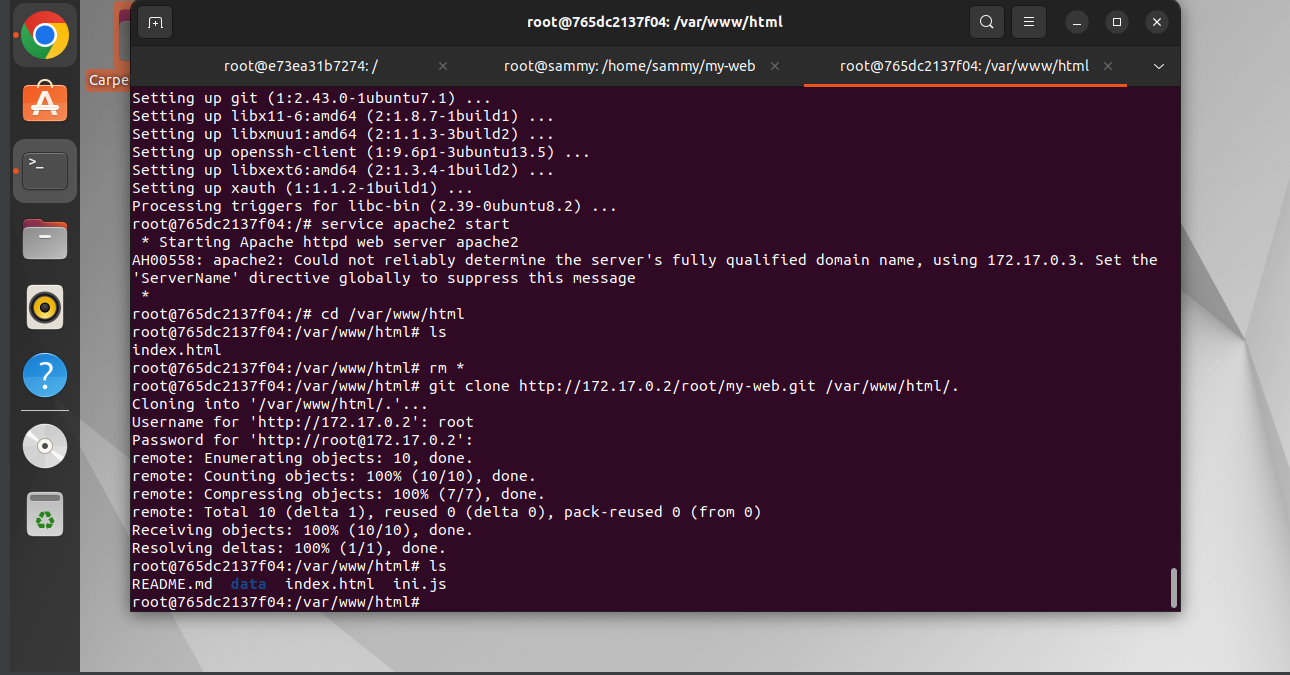 root@765dc2137f04: /var/www/html
root@e73ea31b7274: /
root@sammy: /home/sammy/my-web
root@765dc2137f04: /var/www/html
Carpe
Setting up git (1:2.43.0-1ubuntu7.1) ...
Setting up libx11-6:amd64 (2:1.8.7-1build1) ...
Setting up libxmuu1:amd64 (2:1.1.3-3build2) ...
Setting up openssh-client (1:9.6p1-3ubuntu13.5) ...
Setting up libxext6:amd64 (2:1.3.4-1build2) ...
Setting up xauth (1:1.1.2-1build1) ...
Processing triggers for libc-bin (2.39-0ubuntu8.2) ...
root@765dc2137f04:/# service apache2 start
 * Starting Apache httpd web server apache2
AH00558: apache2: Could not reliably determine the server's fully qualified domain name, using 172.17.0.3. Set the
'ServerName' directive globally to suppress this message
 *
root@765dc2137f04:/# cd /var/www/html
root@765dc2137f04:/var/www/html# ls
index.html
root@765dc2137f04:/var/www/html# rm *
root@765dc2137f04:/var/www/html# git clone http://172.17.0.2/root/my-web.git /var/www/html/.
Cloning into '/var/www/html/.'...
Username for 'http://172.17.0.2': root
Password for 'http://root@172.17.0.2':
remote: Enumerating objects: 10, done.
remote: Counting objects: 100% (10/10), done.
remote: Compressing objects: 100% (7/7), done.
remote: Total 10 (delta 1), reused 0 (delta 0), pack-reused 0 (from 0)
Receiving objects: 100% (10/10), done.
Resolving deltas: 100% (1/1), done.
root@765dc2137f04:/var/www/html# ls
README.md  data  index.html  ini.js
root@765dc2137f04:/var/www/html#